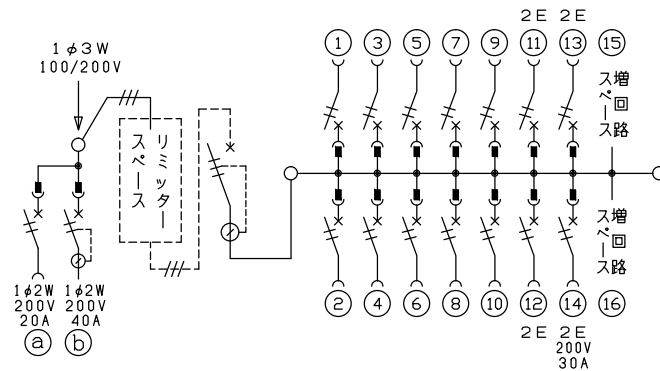 1φ3W
100/200V
リミッター
スペース
1φ2W
200V
20A
a
1φ2W
200V
40A
b
2E 2E
1 3 5 7 9 11 13 15
増回路
スペース
増回路
スペース
2 4 6 8 10 12 14 16
2E 2E
200V
30A